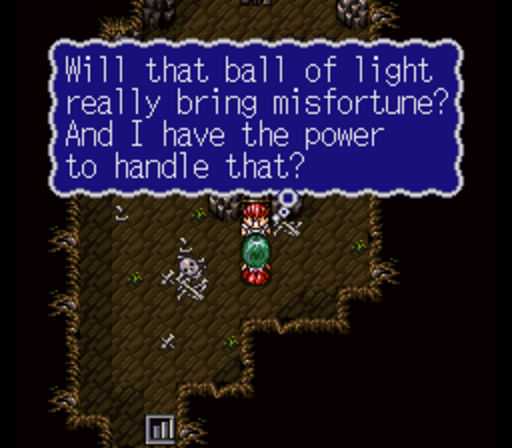 Will that ball of light
really bring misfortune?
And I have the power
to handle that?